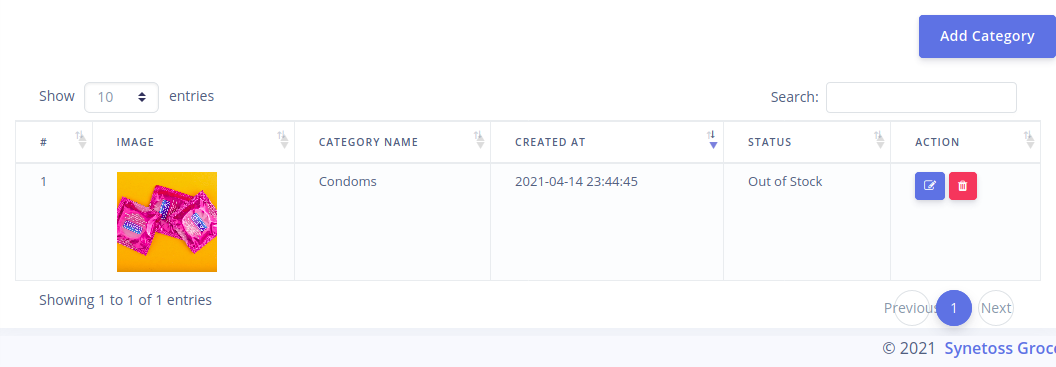 Add Category
Show 10 entries
Search:
# IMAGE CATEGORY NAME CREATED AT STATUS ACTION
1 Condoms 2021-04-14 23:44:45 Out of Stock
Showing 1 to 1 of 1 entries
Previous 1 Next
© 2021 Synetoss Groc